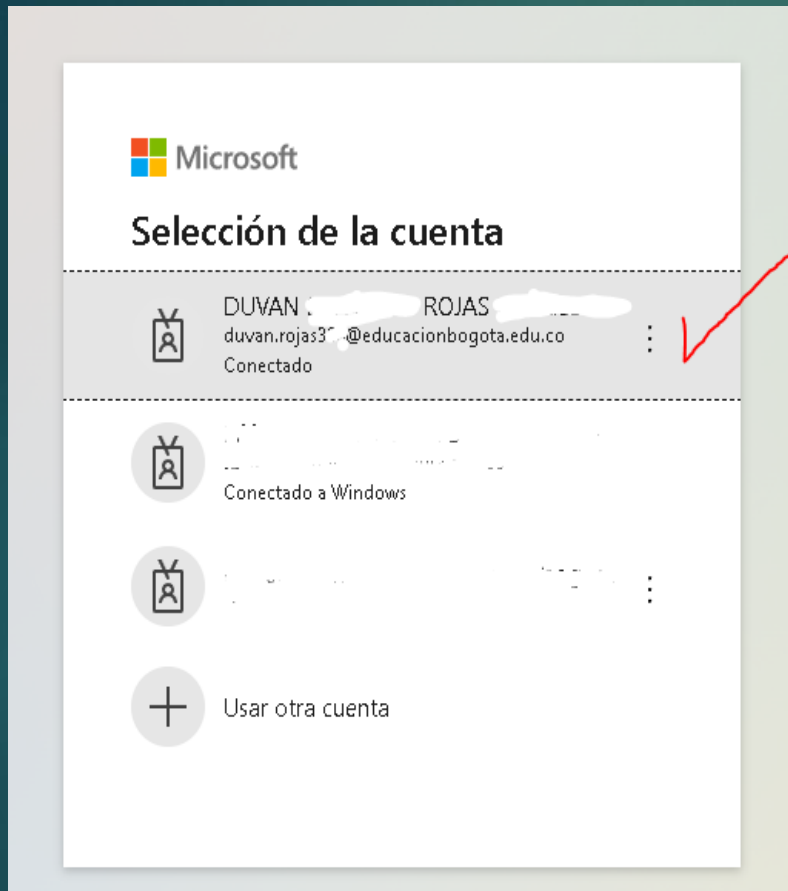 Microsoft
Selección de la cuenta
DUVAN ROJAS
@educacionbogota.edu.co
Conectado
Conectado a Windows
Usar otra cuenta